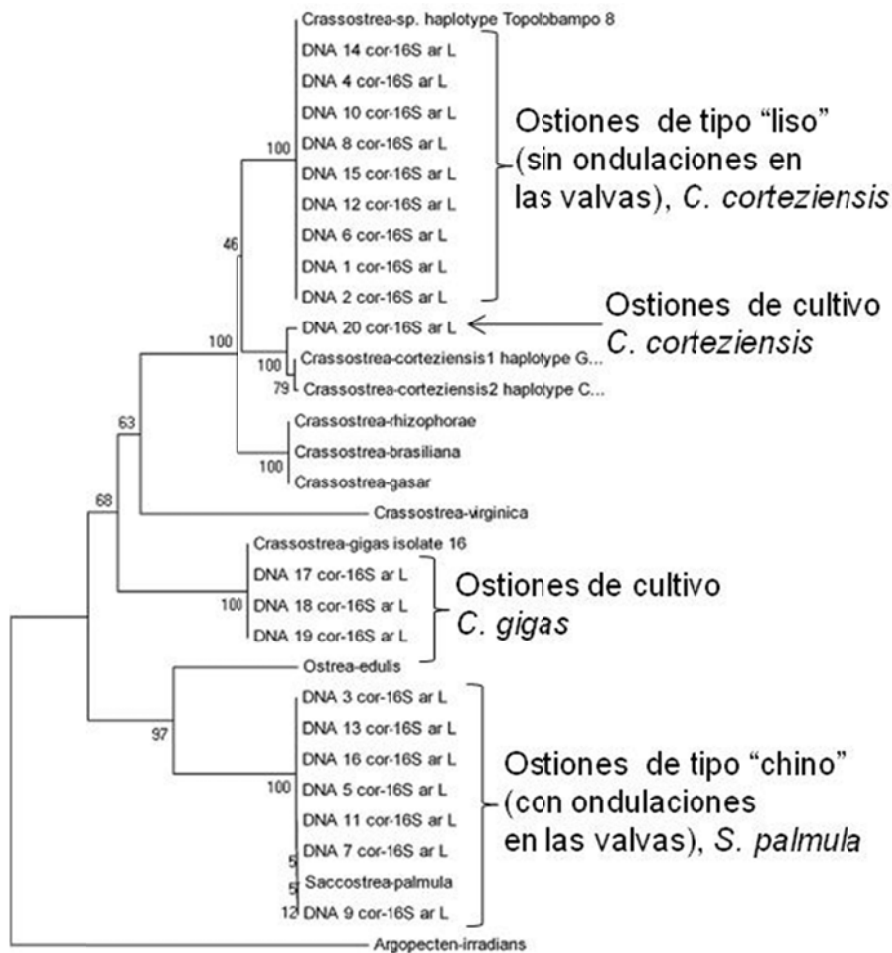 Crassostrea-sp. haplotype Topolobampo 8
DNA 14 cor-16S ar L
DNA 4 cor-16S ar L
DNA 10 cor-16S ar L
DNA 8 cor-16S ar L
DNA 15 cor-16S ar L
DNA 12 cor-16S ar L
DNA 6 cor-16S ar L
DNA 1 cor-16S ar L
DNA 2 cor-16S ar L
100
Ostiones de tipo “liso”
(sin ondulaciones en
las valvas), C. corteziensis
46
DNA 20 cor-16S ar L
Crassostrea-corteziensis1 haplotype G...
Crassostrea-corteziensis2 haplotype C...
100
79
Ostiones de cultivo
C. corteziensis
100
Crassostrea-rhizophorae
Crassostrea-brasiliana
Crassostrea-gasar
100
63
Crassostrea-virginica
68
Crassostrea-gigas isolate 16
DNA 17 cor-16S ar L
DNA 18 cor-16S ar L
DNA 19 cor-16S ar L
100
Ostiones de cultivo
C. gigas
Ostrea-edulis
97
DNA 3 cor-16S ar L
DNA 13 cor-16S ar L
DNA 16 cor-16S ar L
DNA 5 cor-16S ar L
DNA 11 cor-16S ar L
DNA 7 cor-16S ar L
Saccostrea-palmula
DNA 9 cor-16S ar L
100
5
5
12
Ostiones de tipo “chino”
(con ondulaciones
en las valvas), S. palmula
Argopecten-irradians